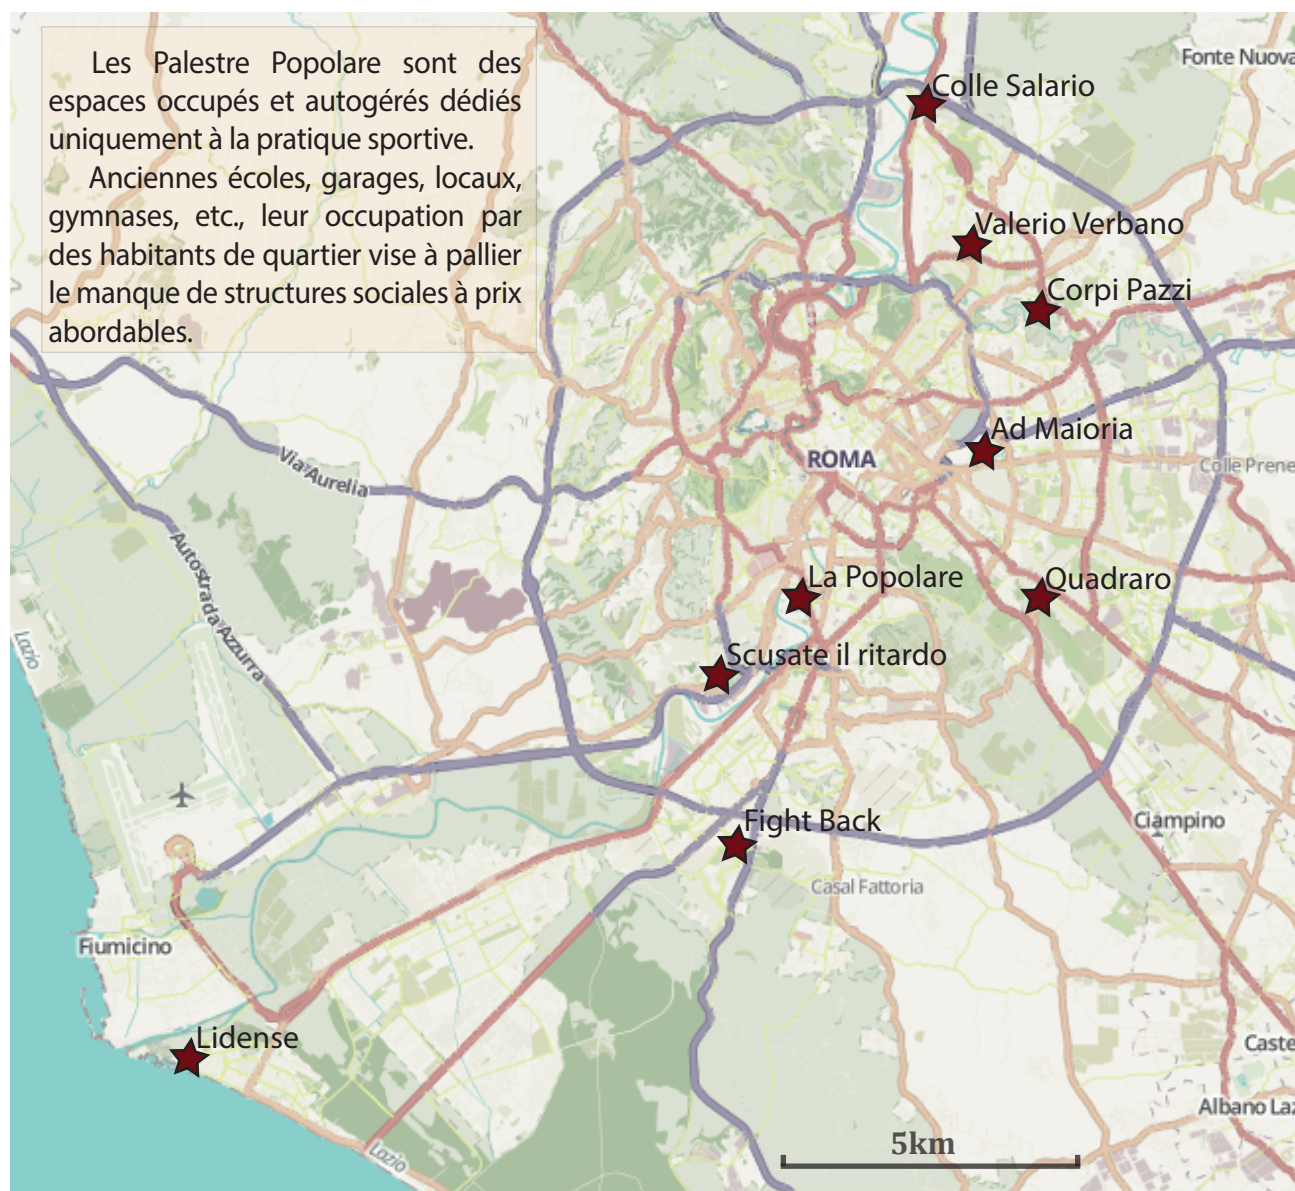 Les Palestre Popolare sont des
espaces occupés et autogérés dédiés
uniquement à la pratique sportive.
Anciennes écoles, garages, locaux,
gymnases, etc., leur occupation par
des habitants de quartier vise à pallier
le manque de structures sociales à prix
abordables.
Fonte Nuova
Colle Salario
Valerio Verbano
Corpi Pazzi
Ad Maioria
ROMA
Colle Prene
Via Aurelia
Autostrada Azzurra
La Popolare
Quadraro
Lazio
Scusate il ritardo
Fight Back
Ciampino
Casal Fattoria
Fiumicino
Lidense
Caste
Albano Laz
Lazio
5km